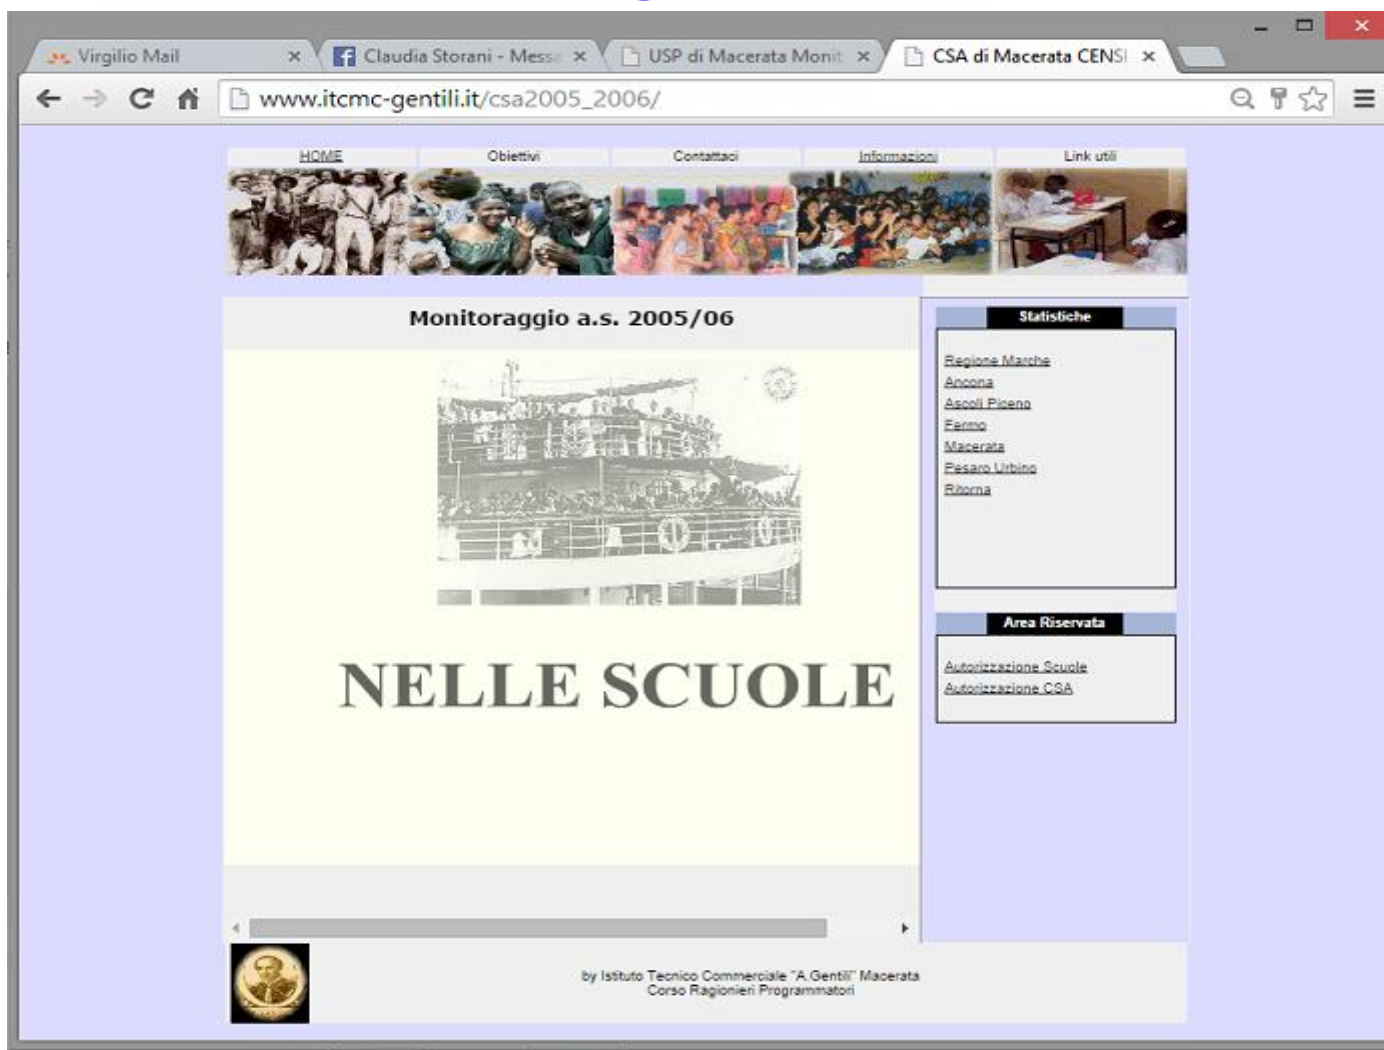 Virgilio Mail
Claudia Storani - Messa
USP di Macerata Monit
CSA di Macerata CENSI
www.itcmc-gentili.it/csa2005_2006/
HOME Obiettivi Contattaci Informazioni Link utili
Monitoraggio a.s. 2005/06
NELLE SCUOLE
Statistiche
Regione Marche
Ancona
Ascoli Piceno
Fermo
Macerata
Pesaro Urbino
Ritorna
Area Riservata
Autorizzazione Scuole
Autorizzazione CSA
by Istituto Tecnico Commerciale "A.Gentili" Macerata
Corso Ragionieri Programmatori